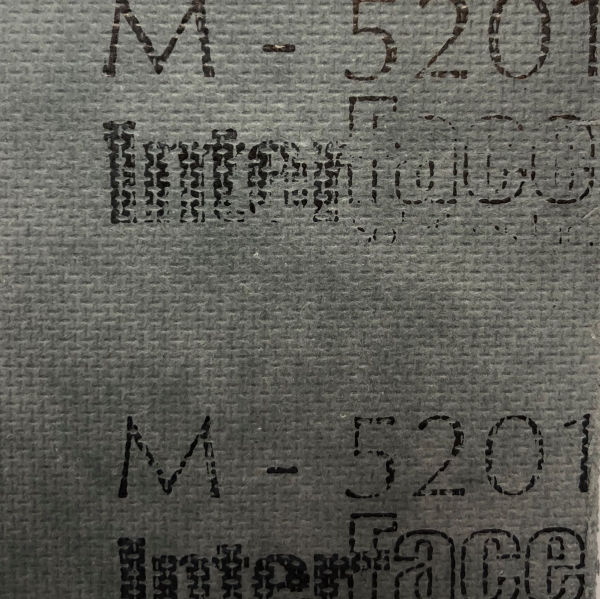 M - 5201
InterFace
M - 5201
InterFace